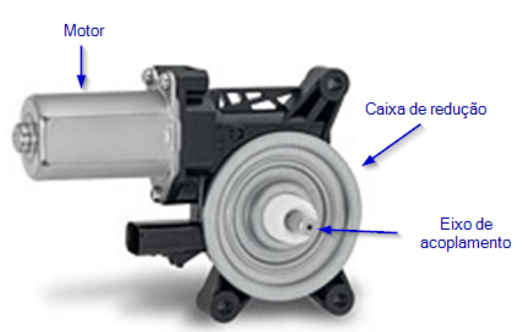 Motor
Caixa de redução
Eixo de
acoplamento